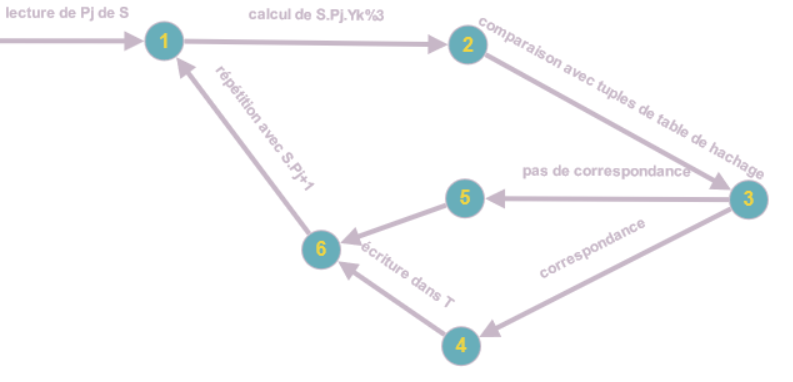 lecture de Pj de S
calcul de S.Pj.Yk%3
1
2
comparaison avec tuples de table de hachage
répétition avec S.Pj+1
pas de correspondance
5
3
6
écriture dans T
correspondance
4